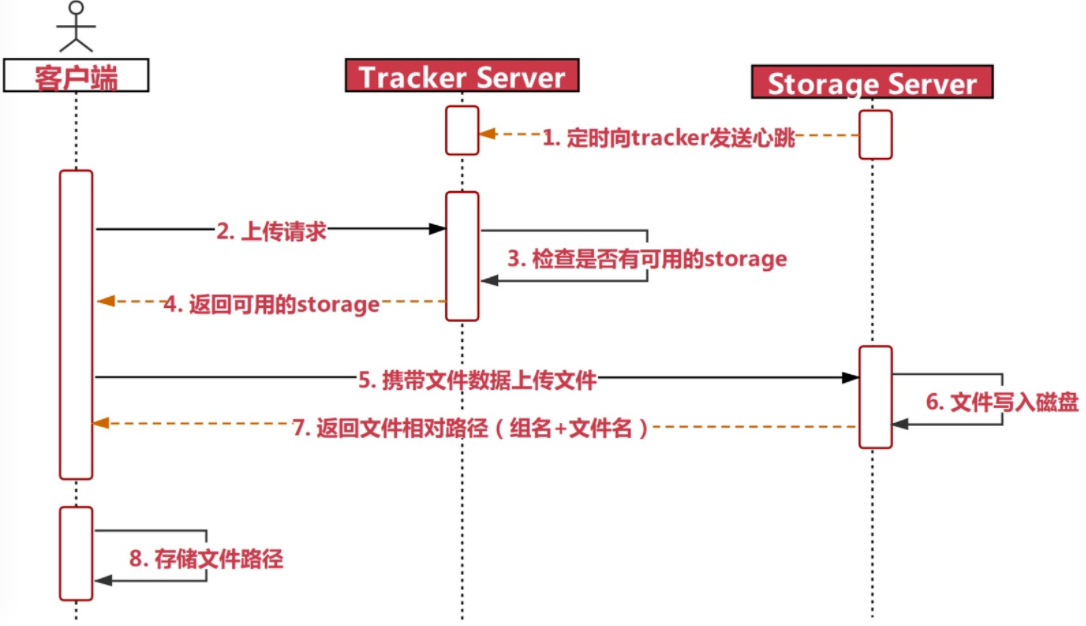 客户端
Tracker Server
Storage Server
1. 定时向tracker发送心跳
2. 上传请求
3. 检查是否有可用的storage
4. 返回可用的storage
5. 携带文件数据上传文件
6. 文件写入磁盘
7. 返回文件相对路径（组名+文件名）
8. 存储文件路径